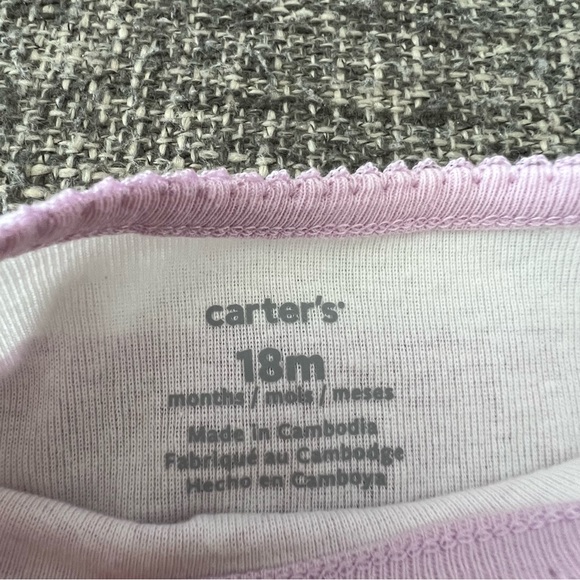 carter's
18m
months / mois / meses
Made in Cambodia
Fabriqué au Cambodge
Hecho en Camboya